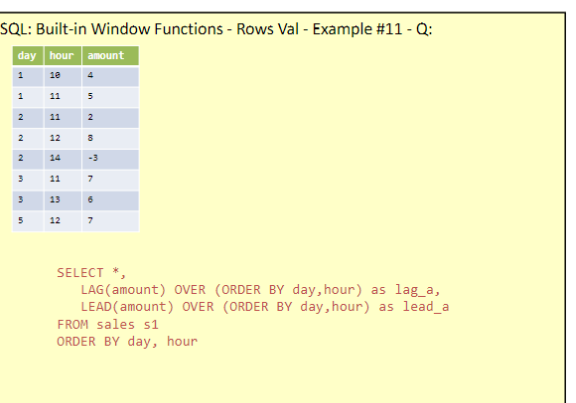 SQL: Built-in Window Functions - Rows Val - Example #11 - Q:
day hour amount
1 10 4
1 11 5
2 11 2
2 12 8
2 14 -3
3 11 7
3 13 6
5 12 7
SELECT *,
LAG(amount) OVER (ORDER BY day,hour) as lag_a,
LEAD(amount) OVER (ORDER BY day,hour) as lead_a
FROM sales s1
ORDER BY day, hour